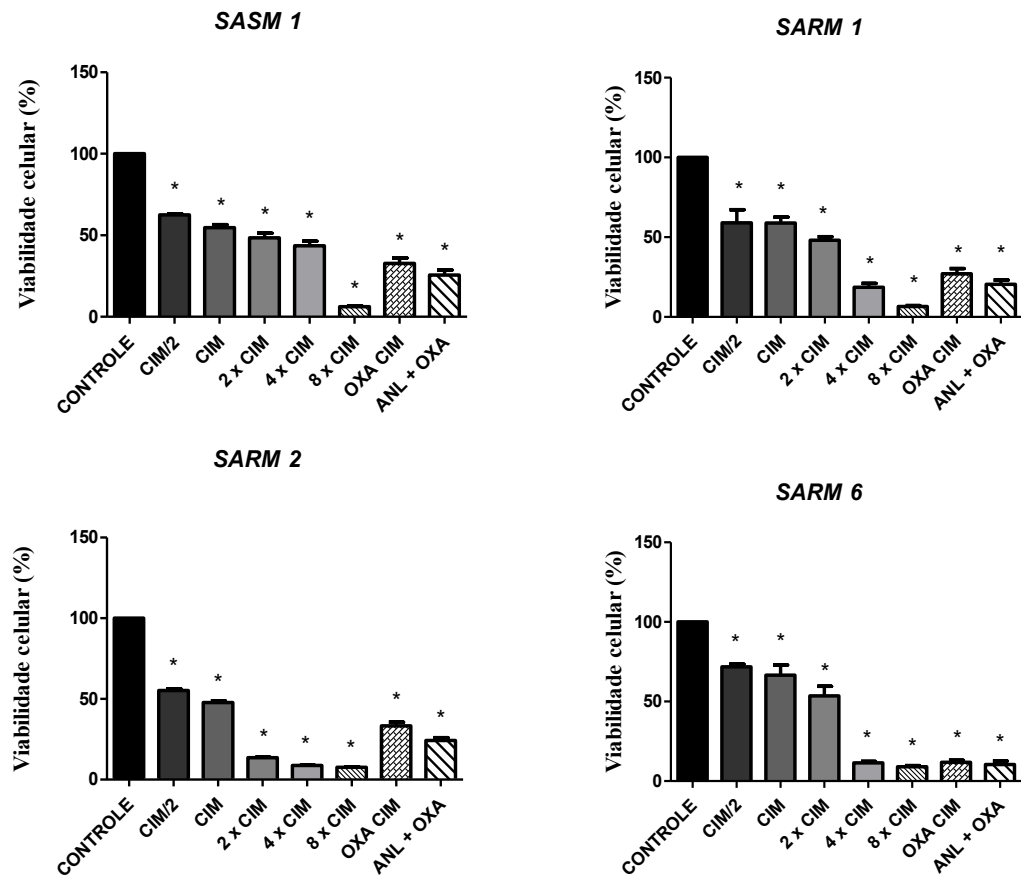 SASM 1
Viabilidade celular (%)
150
100
50
0
CONTROLE
CIM/2
CIM
2 x CIM
4 x CIM
8 x CIM
OXA CIM
ANL + OXA
* * * * * * *
SARM 1
Viabilidade celular (%)
150
100
50
0
CONTROLE
CIM/2
CIM
2 x CIM
4 x CIM
8 x CIM
OXA CIM
ANL + OXA
* * * * * * *
SARM 2
Viabilidade celular (%)
150
100
50
0
CONTROLE
CIM/2
CIM
2 x CIM
4 x CIM
8 x CIM
OXA CIM
ANL + OXA
* * * * * * *
SARM 6
Viabilidade celular (%)
150
100
50
0
CONTROLE
CIM/2
CIM
2 x CIM
4 x CIM
8 x CIM
OXA CIM
ANL + OXA
* * * * * * *